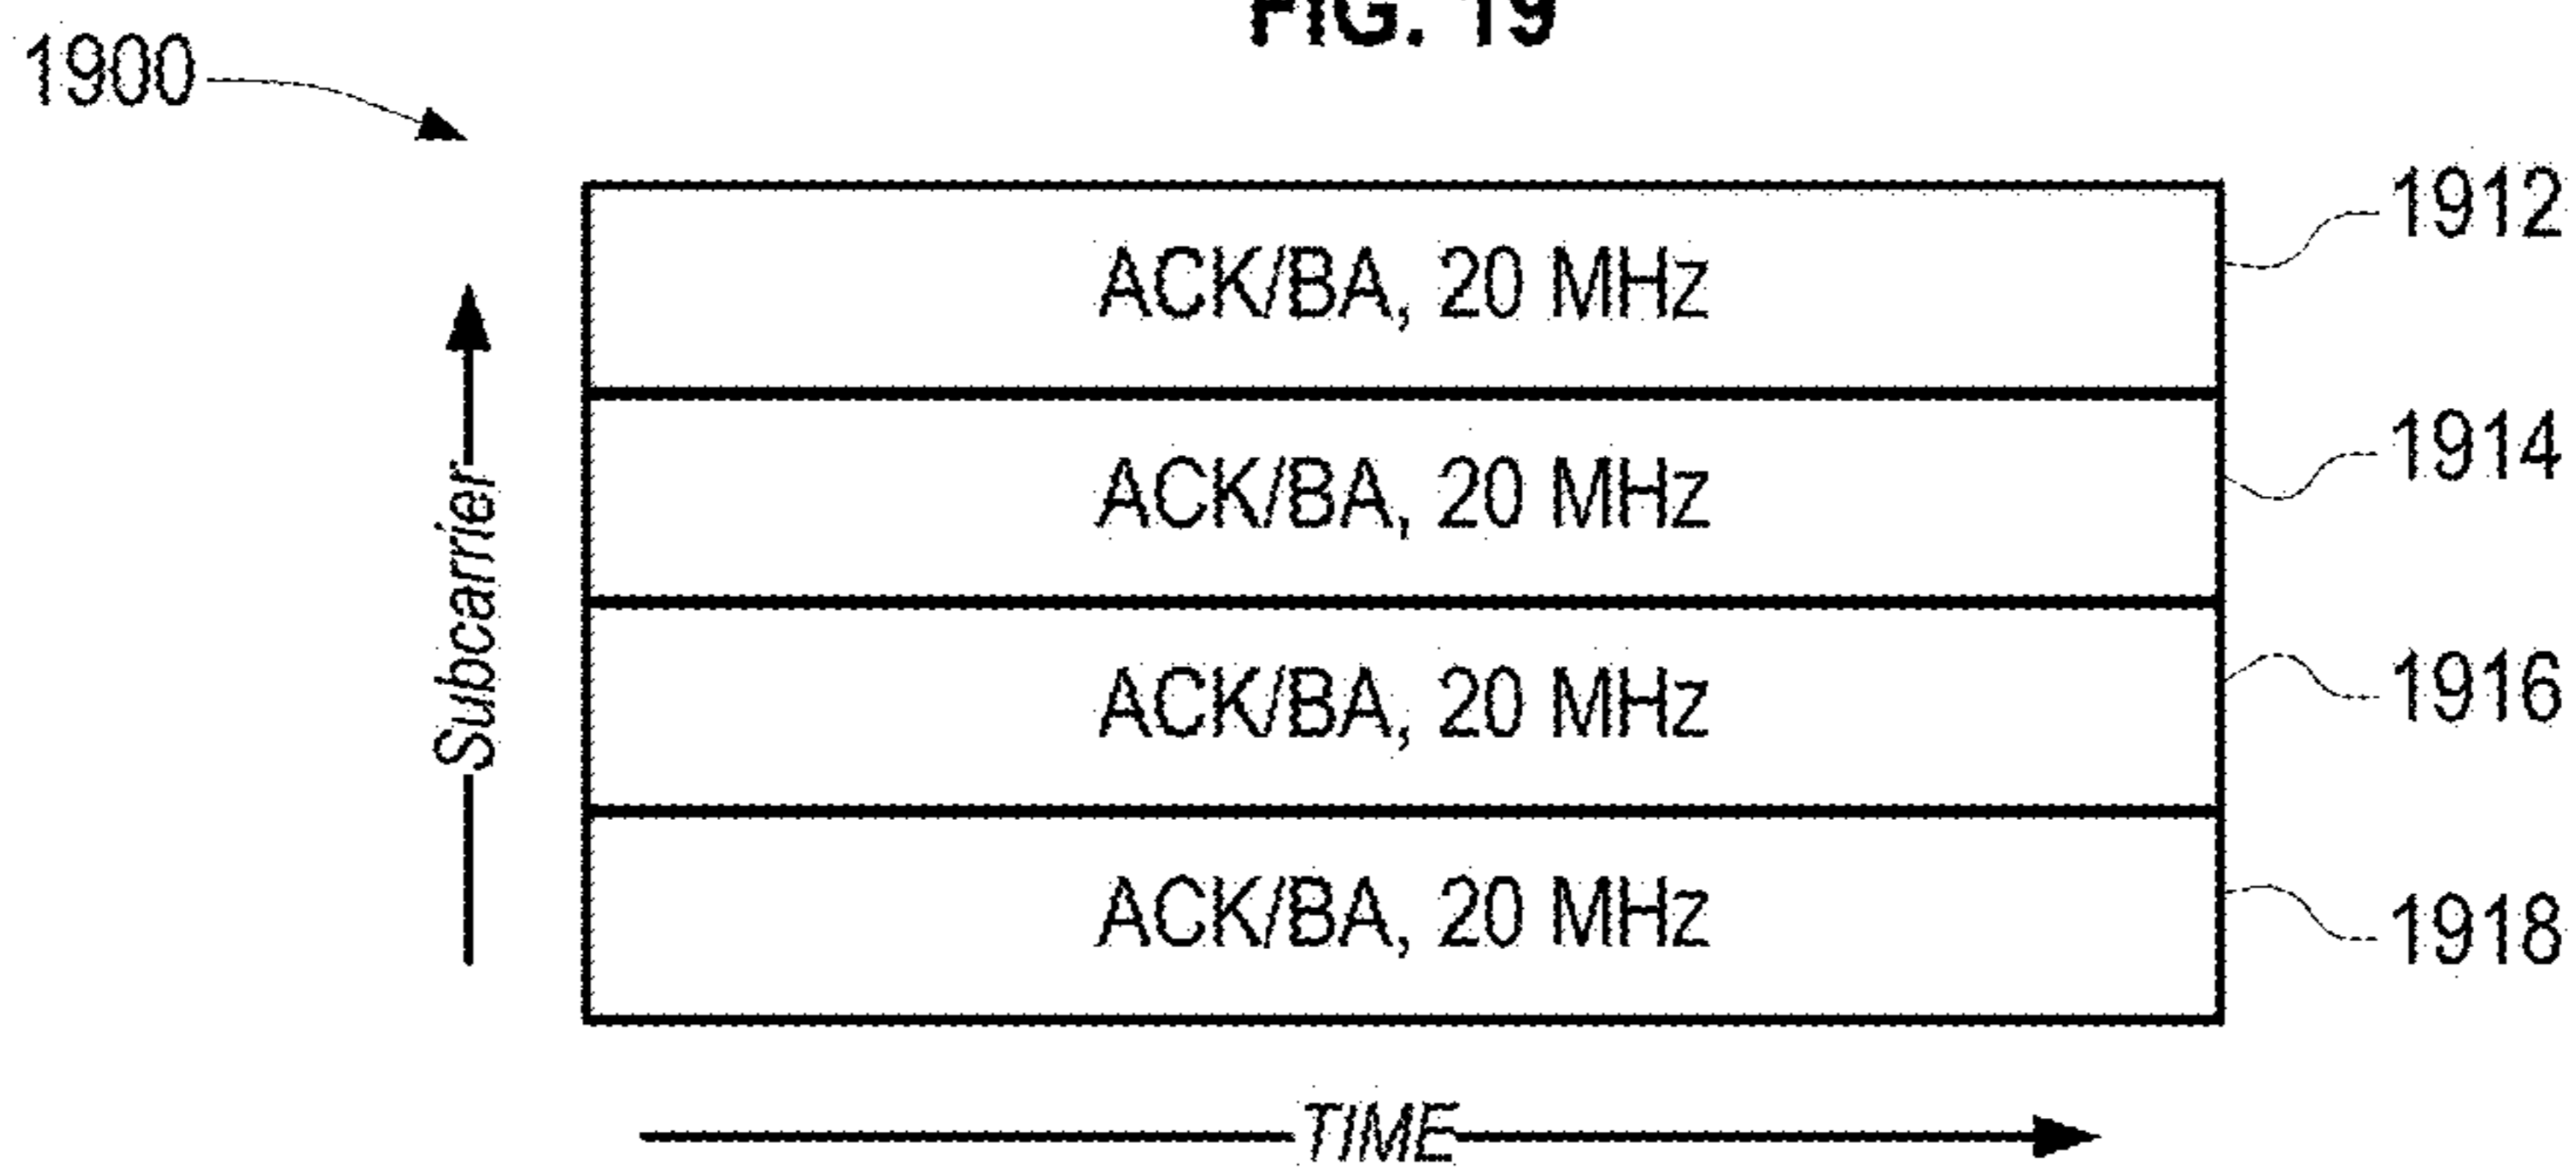 FIG. 19
1900
ACK/BA, 20 MHz
1912
ACK/BA, 20 MHz
1914
Subcarrier
ACK/BA, 20 MHz
1916
ACK/BA, 20 MHz
1918
TIME